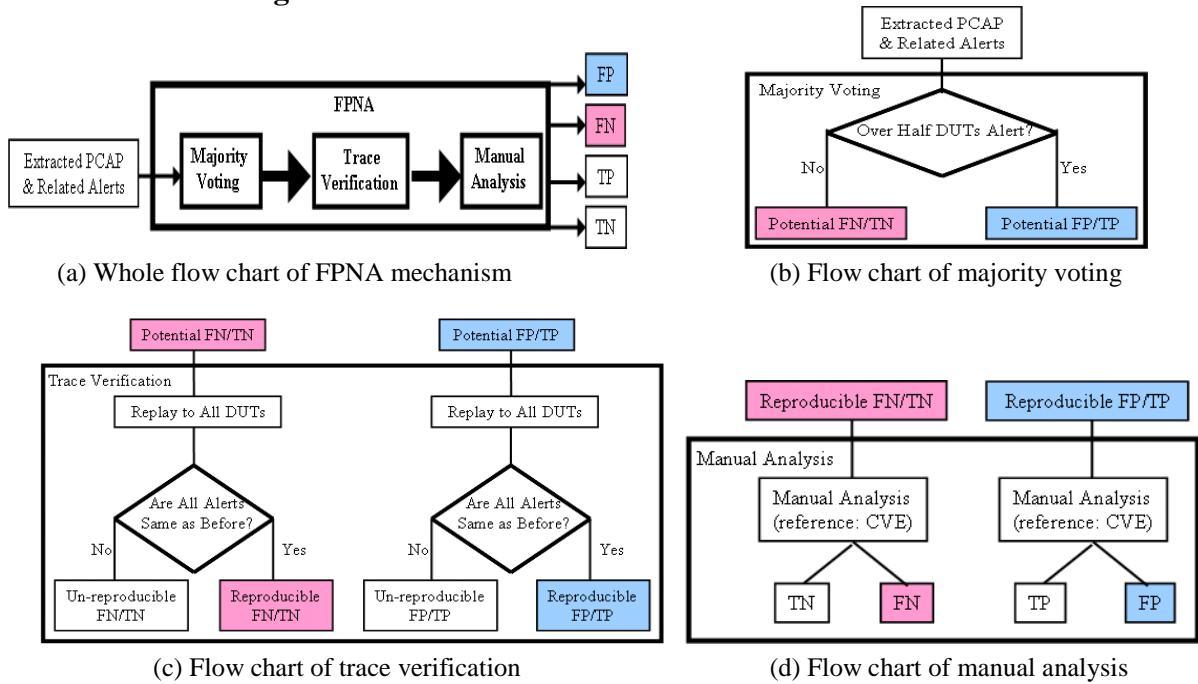 Extracted PCAP
& Related Alerts
FPNA
Majority
Voting
Trace
Verification
Manual
Analysis
FP
FN
TP
TN
(a) Whole flow chart of FPNA mechanism
Extracted PCAP
& Related Alerts
Majority Voting
Over Half DUTs Alert?
No
Yes
Potential FN/TN
Potential FP/TP
(b) Flow chart of majority voting
Potential FN/TN
Potential FP/TP
Trace Verification
Replay to All DUTs
Replay to All DUTs
Are All Alerts
Same as Before?
Are All Alerts
Same as Before?
No
Yes
No
Yes
Un-reproducible
FN/TN
Reproducible
FN/TN
Un-reproducible
FP/TP
Reproducible
FP/TP
(c) Flow chart of trace verification
Reproducible FN/TN
Reproducible FP/TP
Manual Analysis
Manual Analysis
(reference: CVE)
Manual Analysis
(reference: CVE)
TN
FN
TP
FP
(d) Flow chart of manual analysis